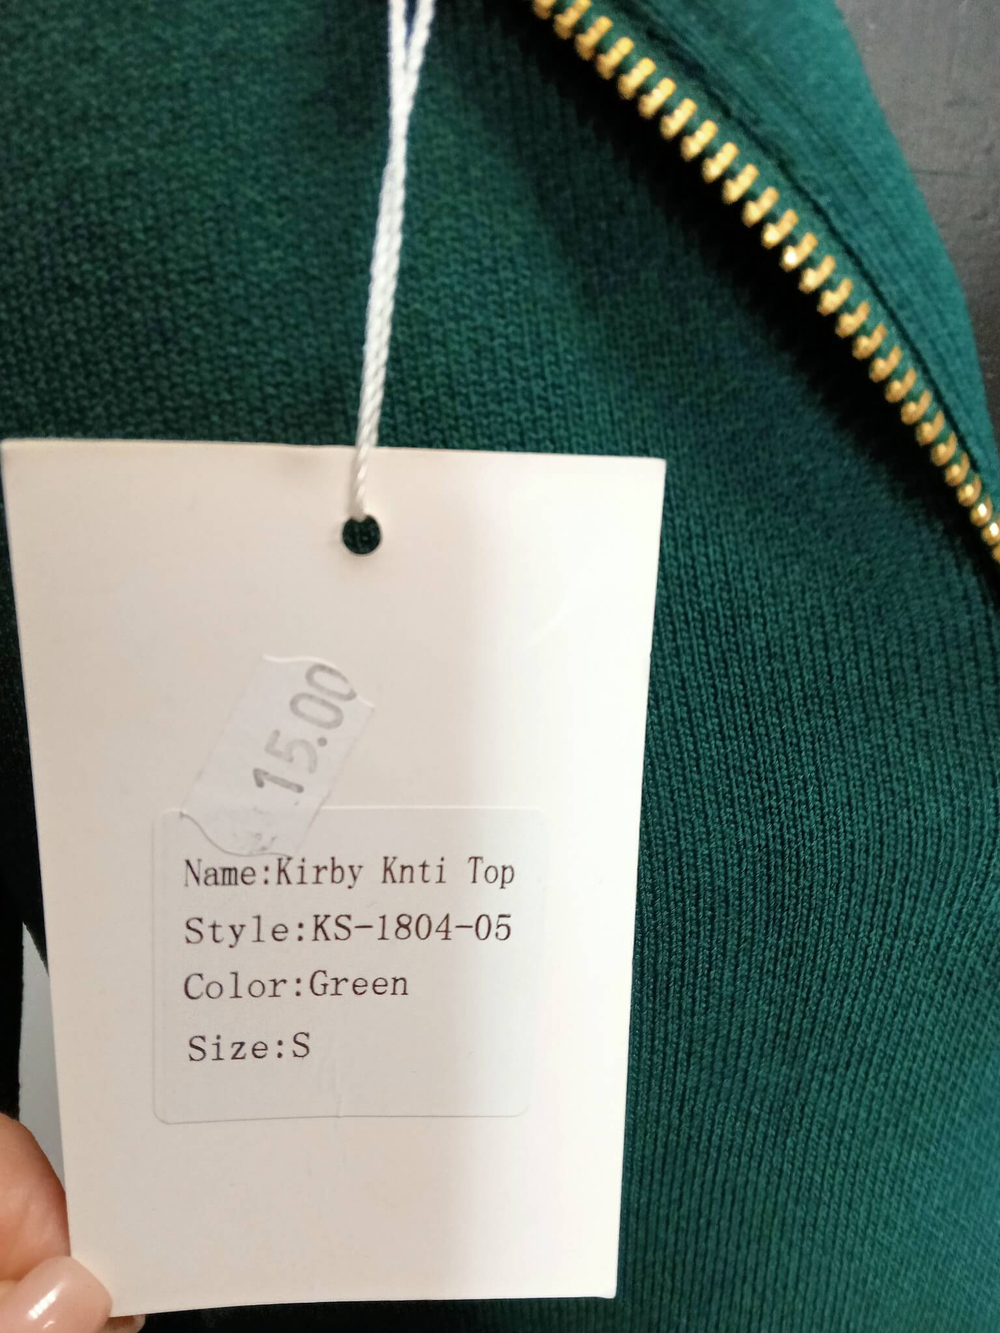 15.00
Name:Kirby Knti Top
Style:KS-1804-05
Color:Green
Size:S